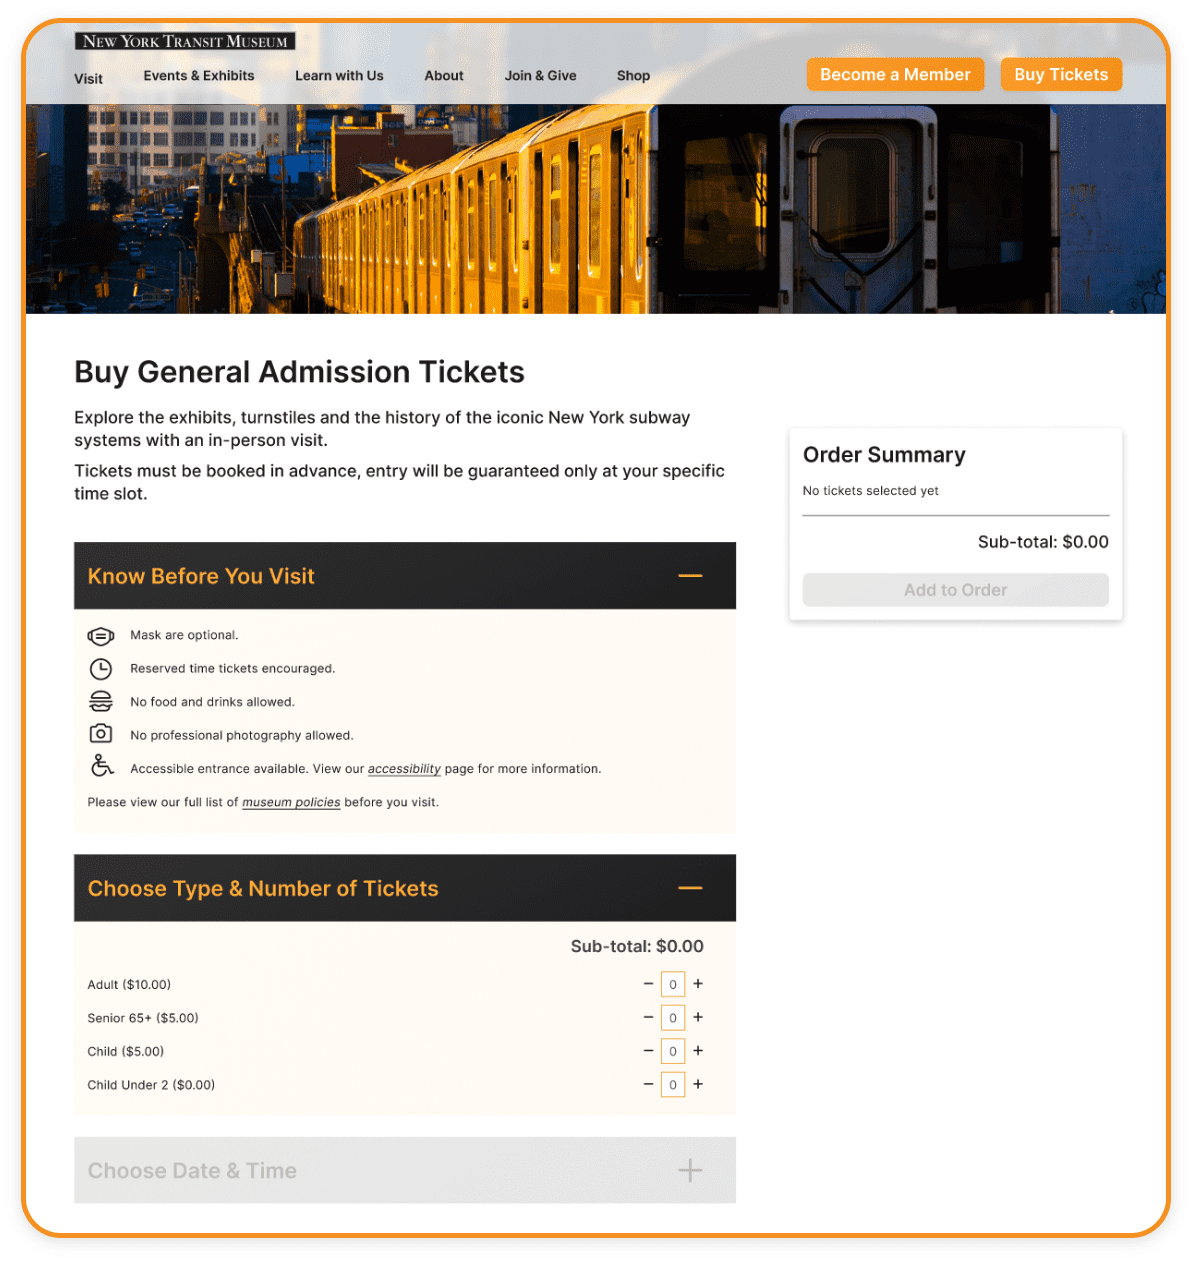 New York Transit Museum
Visit
Events & Exhibits
Learn with Us
About
Join & Give
Shop
Become a Member
Buy Tickets
Buy General Admission Tickets
Explore the exhibits, turnstiles and the history of the iconic New York subway
systems with an in-person visit.
Tickets must be booked in advance, entry will be guaranteed only at your specific
time slot.
Order Summary
No tickets selected yet
Sub-total: $0.00
Add to Order
Know Before You Visit
Mask are optional.
Reserved time tickets encouraged.
No food and drinks allowed.
No professional photography allowed.
Accessible entrance available. View our accessibility page for more information.
Please view our full list of museum policies before you visit.
Choose Type & Number of Tickets
Sub-total: $0.00
Adult ($10.00) − 0 +
Senior 65+ ($5.00) − 0 +
Child ($5.00) − 0 +
Child Under 2 ($0.00) − 0 +
Choose Date & Time